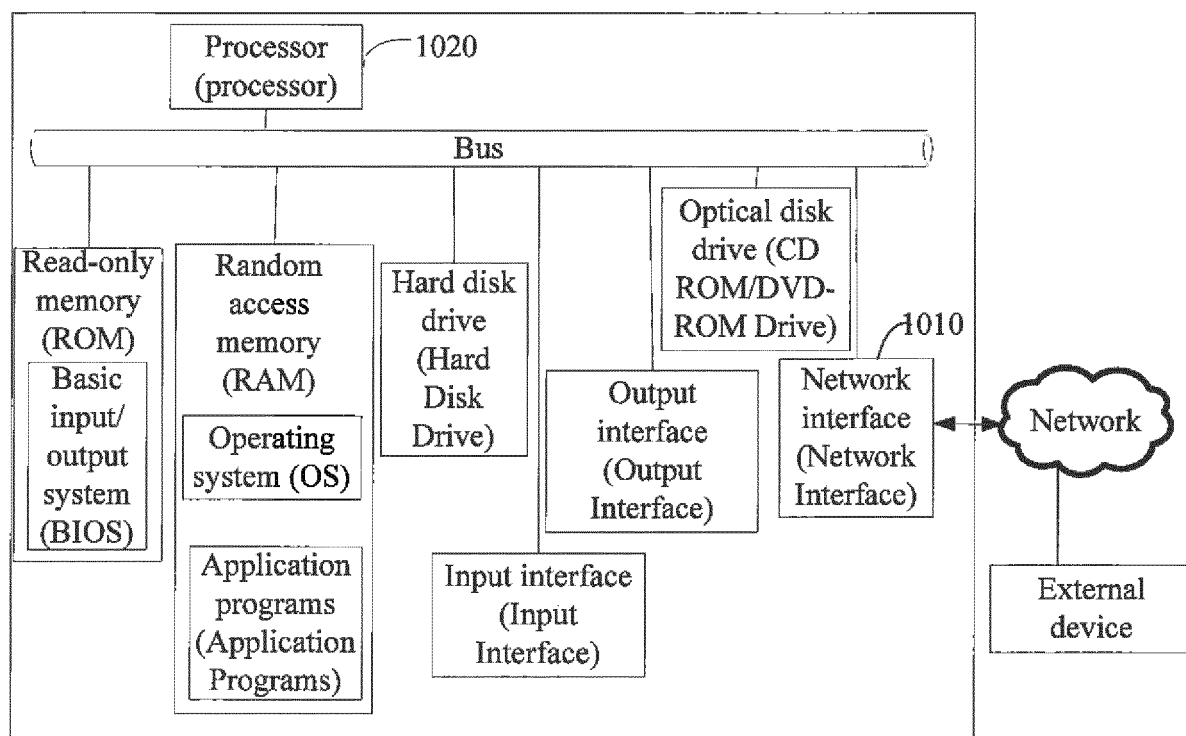 Processor
(processor)
1020
Bus
Read-only
memory
(ROM)
Basic
input/
output
system
(BIOS)
Random
access
memory
(RAM)
Operating
system (OS)
Application
programs
(Application
Programs)
Hard disk
drive
(Hard
Disk
Drive)
Input interface
(Input
Interface)
Output
interface
(Output
Interface)
Optical disk
drive (CD
ROM/DVD-
ROM Drive)
1010
Network
interface
(Network
Interface)
Network
External
device